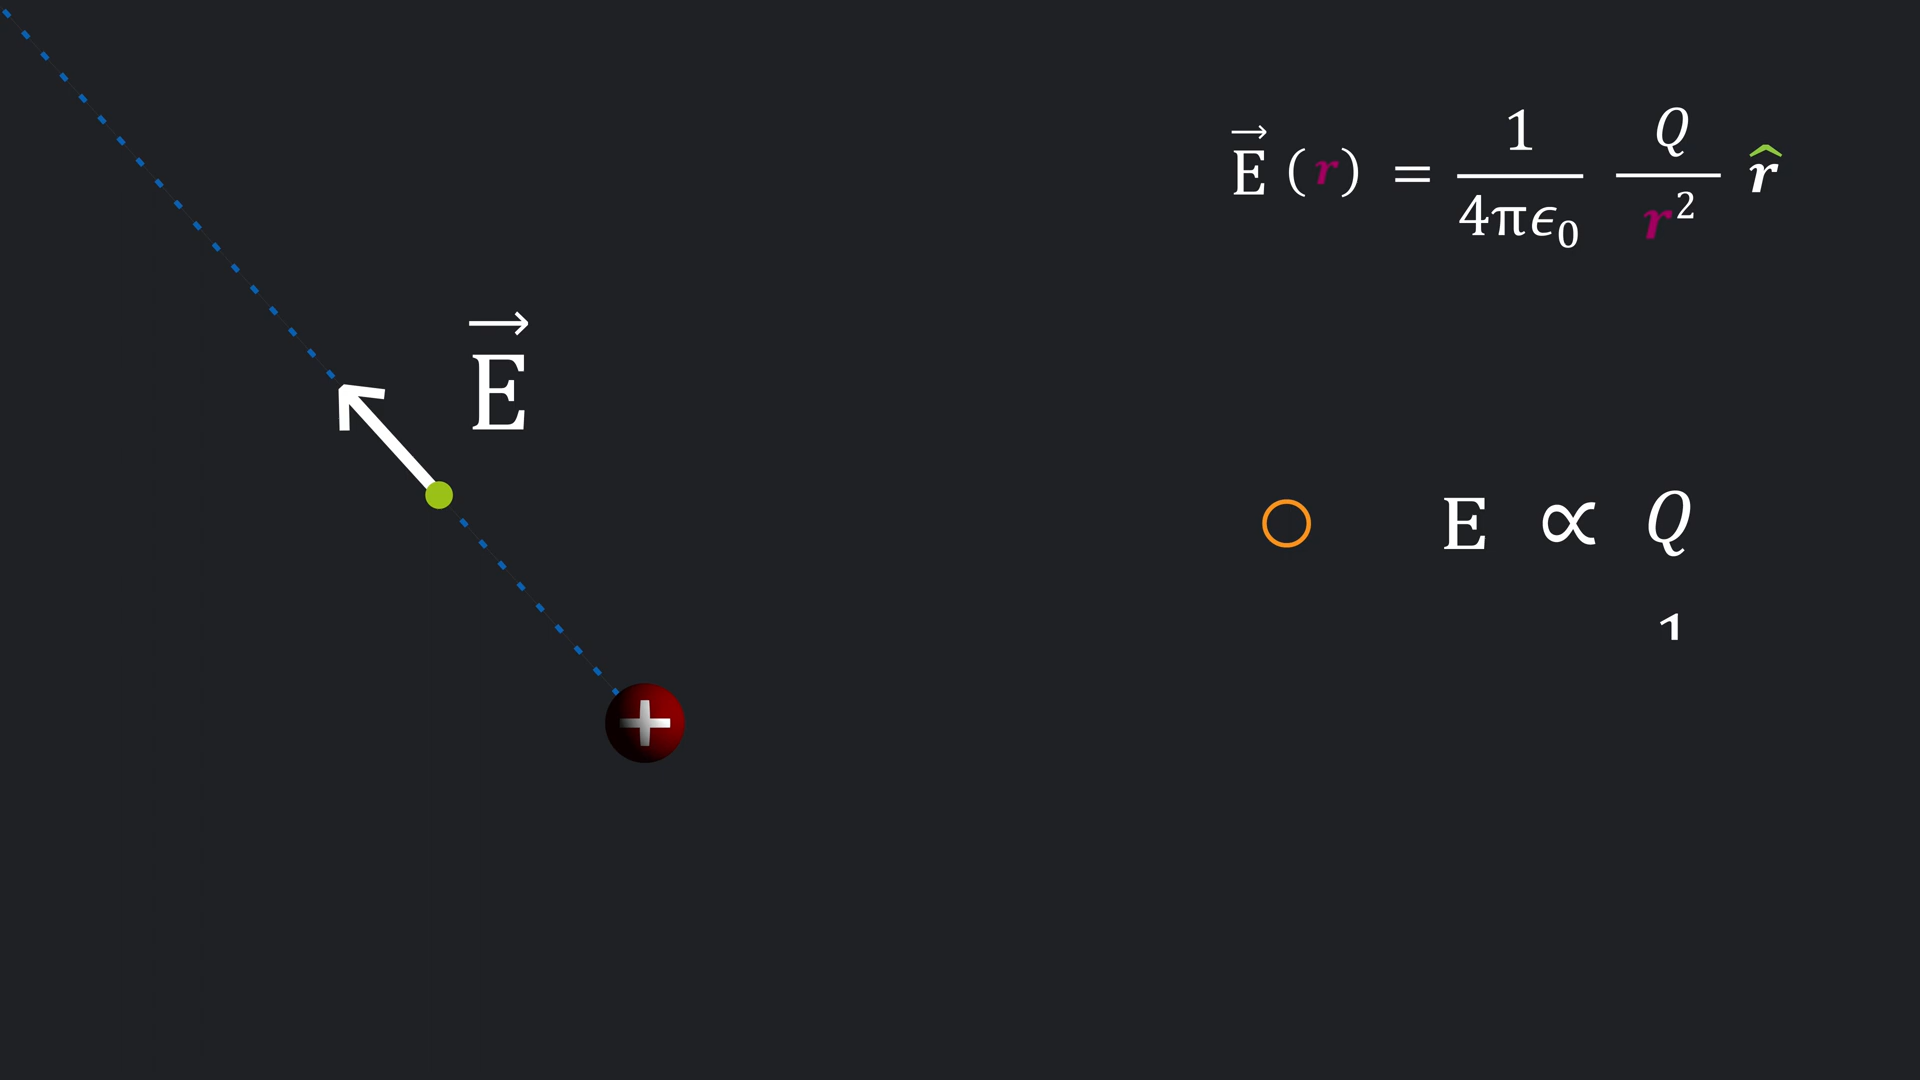 E⃗ (r) = 1/4πϵ₀ Q/r² r̂
E⃗
E ∝ Q
1
+